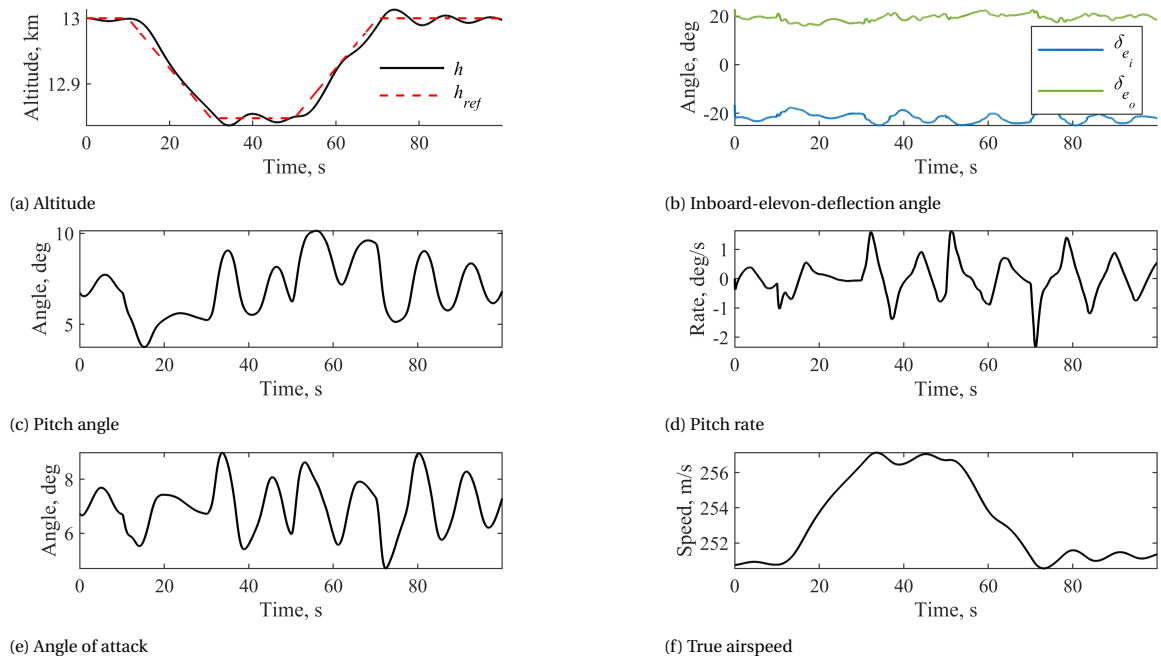 13
12.9
Altitude, km
h
h_ref
0 20 40 60 80
Time, s
(a) Altitude
20
0
-20
Angle, deg
δ_e_i
δ_e_o
0 20 40 60 80
Time, s
(b) Inboard-elevon-deflection angle
10
5
Angle, deg
0 20 40 60 80
Time, s
(c) Pitch angle
1
0
-1
-2
Rate, deg/s
0 20 40 60 80
Time, s
(d) Pitch rate
8
6
Angle, deg
0 20 40 60 80
Time, s
(e) Angle of attack
256
254
252
Speed, m/s
0 20 40 60 80
Time, s
(f) True airspeed